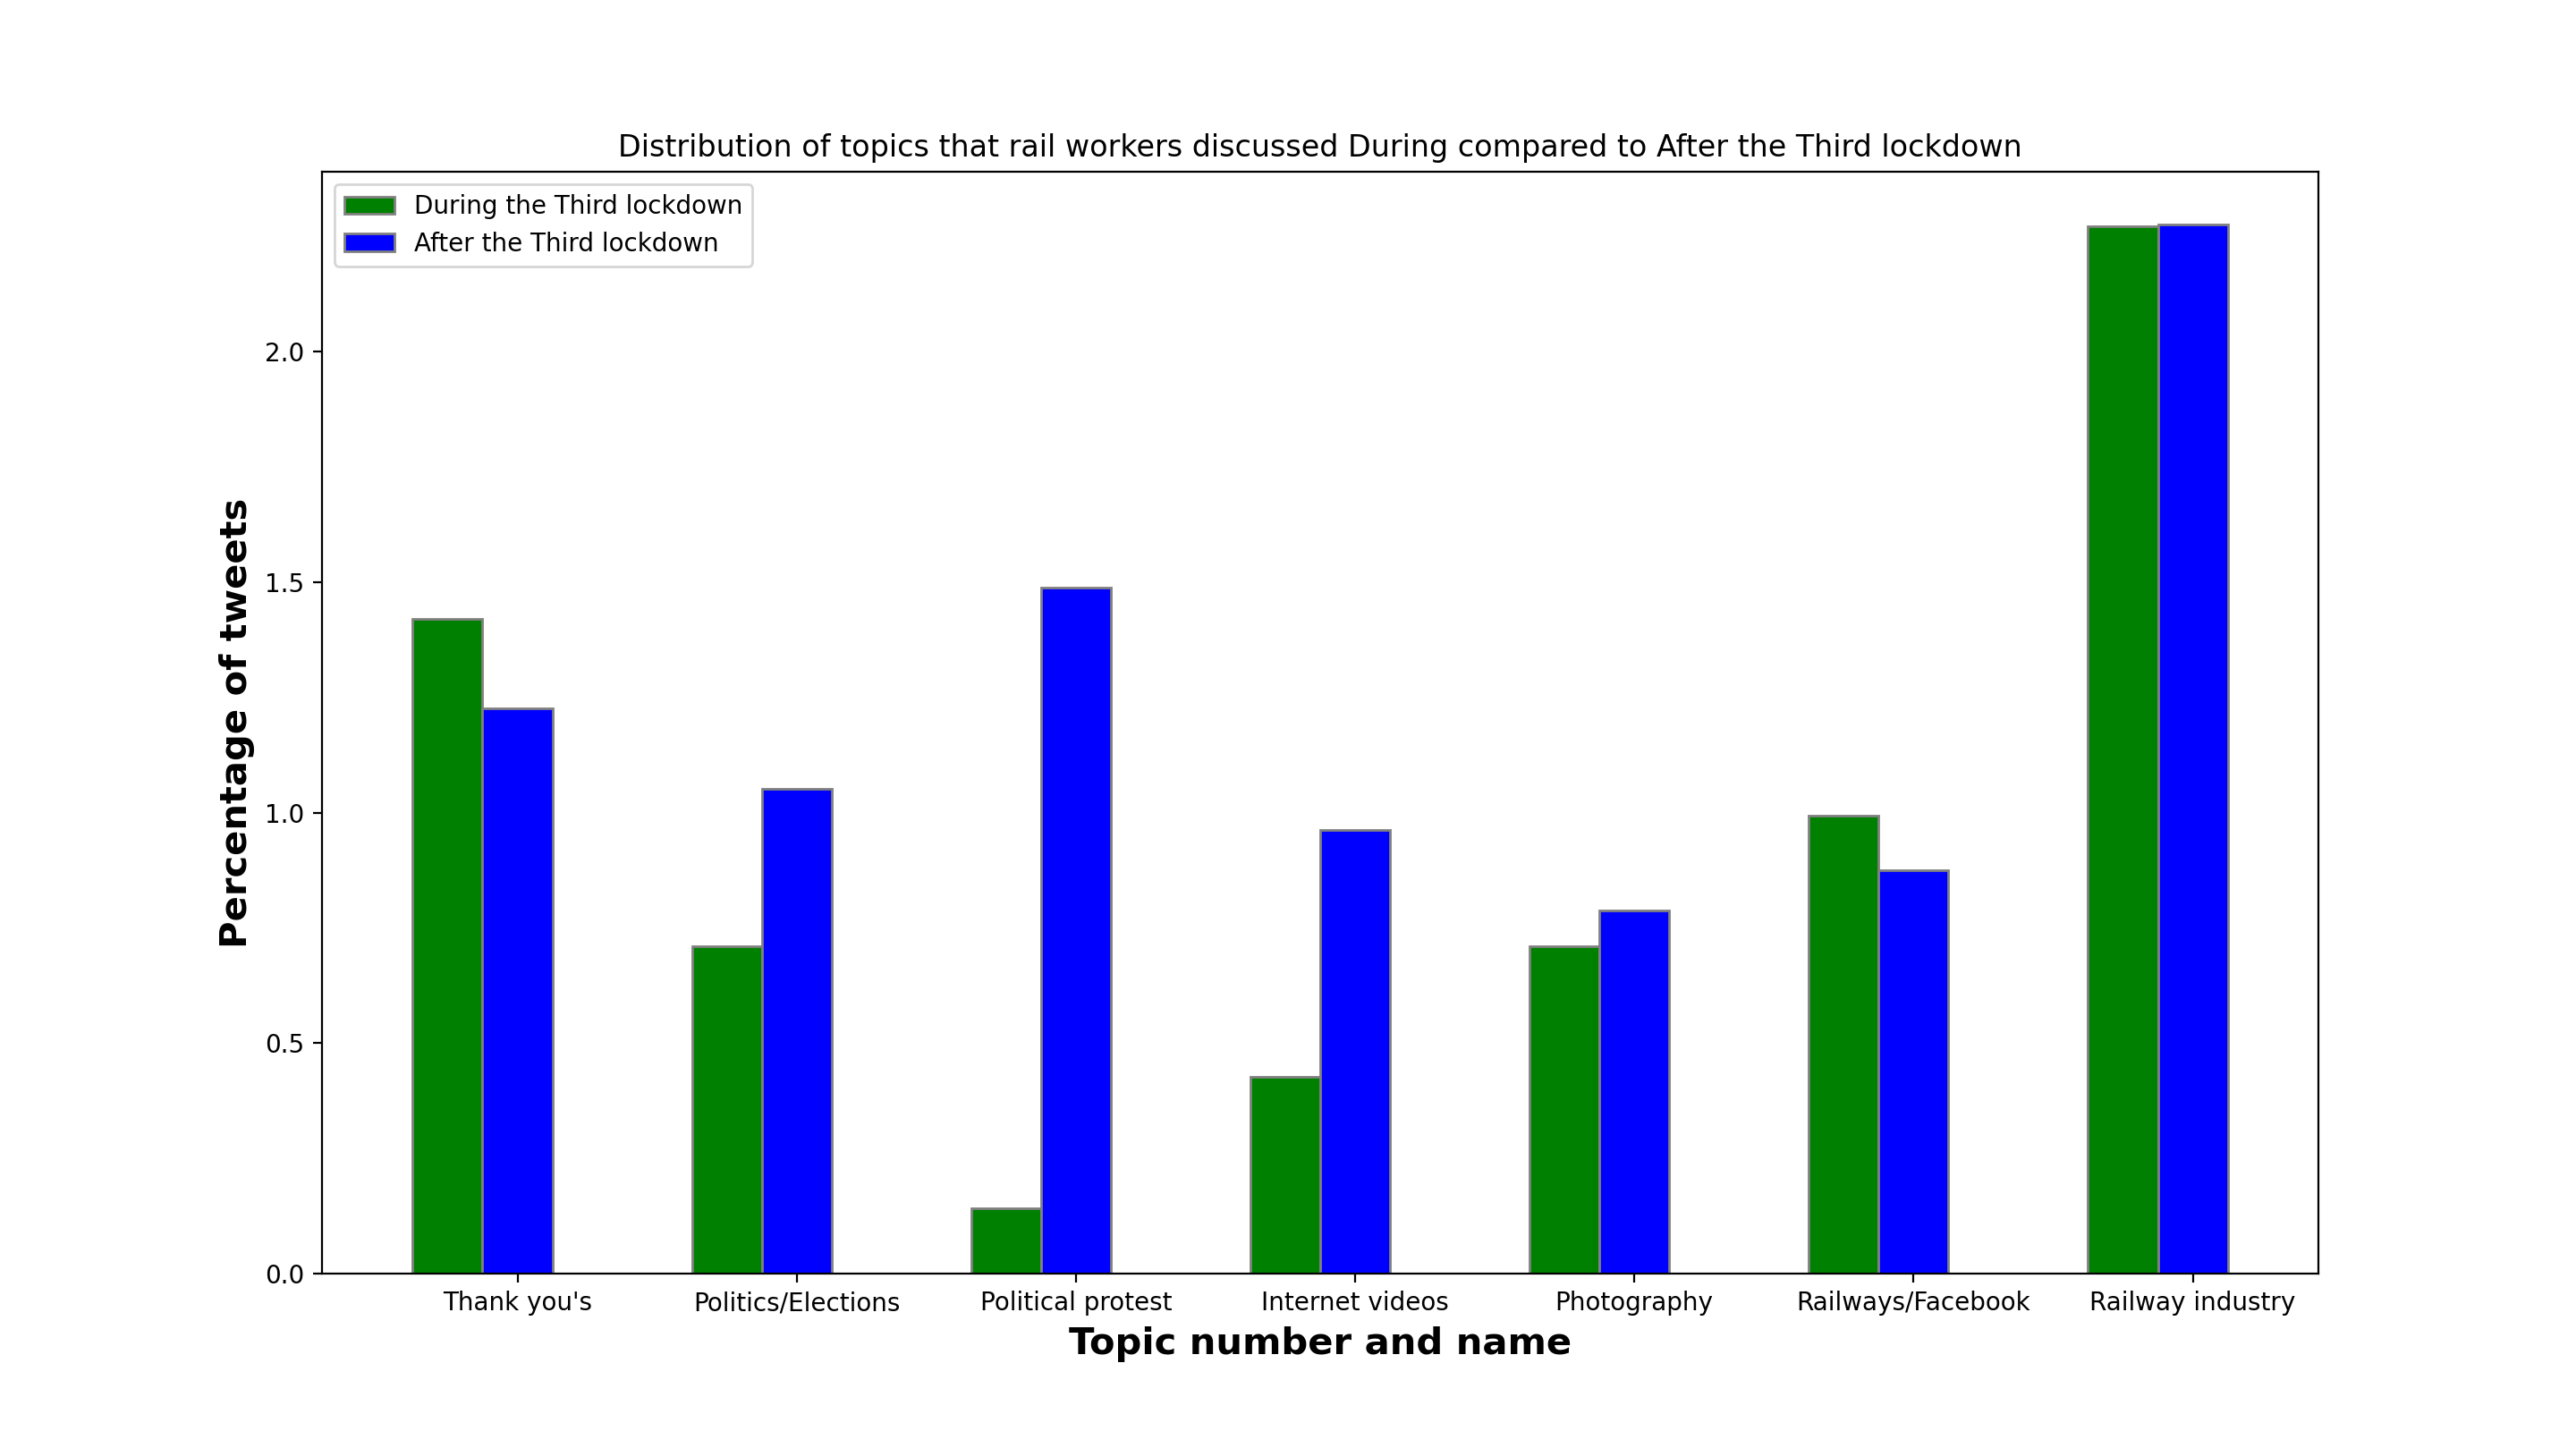 Distribution of topics that rail workers discussed During compared to After the Third lockdown
During the Third lockdown
After the Third lockdown
Percentage of tweets
2.0
1.5
1.0
0.5
0.0
Thank you's Politics/Elections Political protest Internet videos Photography Railways/Facebook Railway industry
Topic number and name